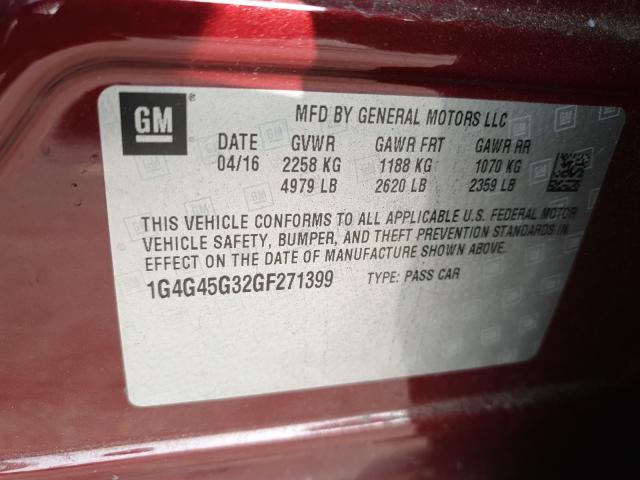 GM ®
MFD BY GENERAL MOTORS LLC
DATE GVWR GAWR FRT GAWR RR
04/16 2258 KG 1188 KG 1070 KG
4979 LB 2620 LB 2359 LB
THIS VEHICLE CONFORMS TO ALL APPLICABLE U.S. FEDERAL MOTOR
VEHICLE SAFETY, BUMPER, AND THEFT PREVENTION STANDARDS IN
EFFECT ON THE DATE OF MANUFACTURE SHOWN ABOVE.
1G4G45G32GF271399 TYPE: PASS CAR